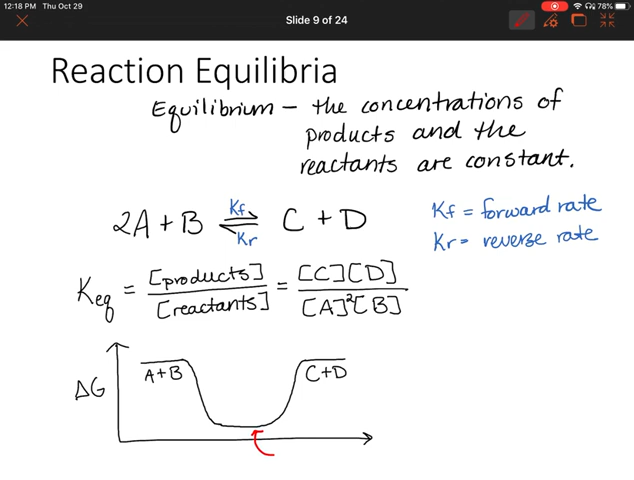 12:18 PM Thu Oct 29
78%
Slide 9 of 24
Reaction Equilibria
Equilibrium – the concentrations of
products and the
reactants are constant.
2A + B ⇌ C + D
Kf
Kr
Kf = forward rate
Kr = reverse rate
Keq = [products]/[reactants] = [C][D]/[A]²[B]
ΔG
A+B
C+D